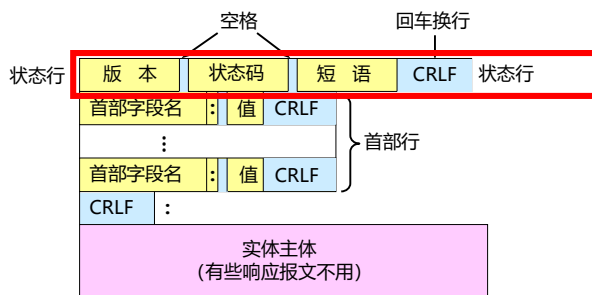 空格 回车换行
状态行 版 本 状态码 短 语 CRLF 状态行
首部字段名 : 值 CRLF
⋮ 首部行
首部字段名 : 值 CRLF
CRLF :
实体主体
(有些响应报文不用)